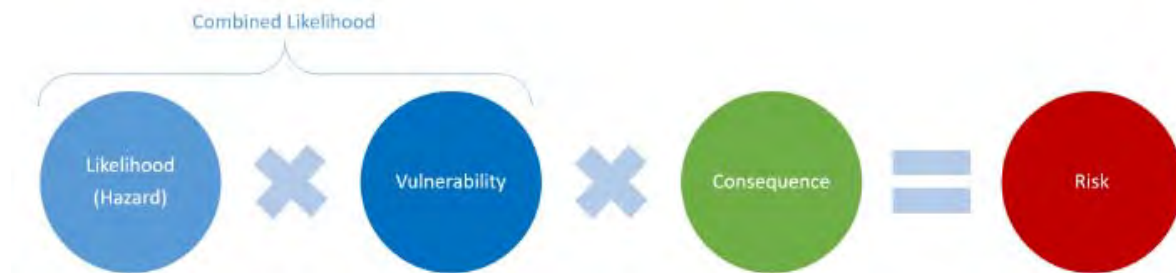 Combined Likelihood
Likelihood
(Hazard)
Vulnerability
Consequence
Risk